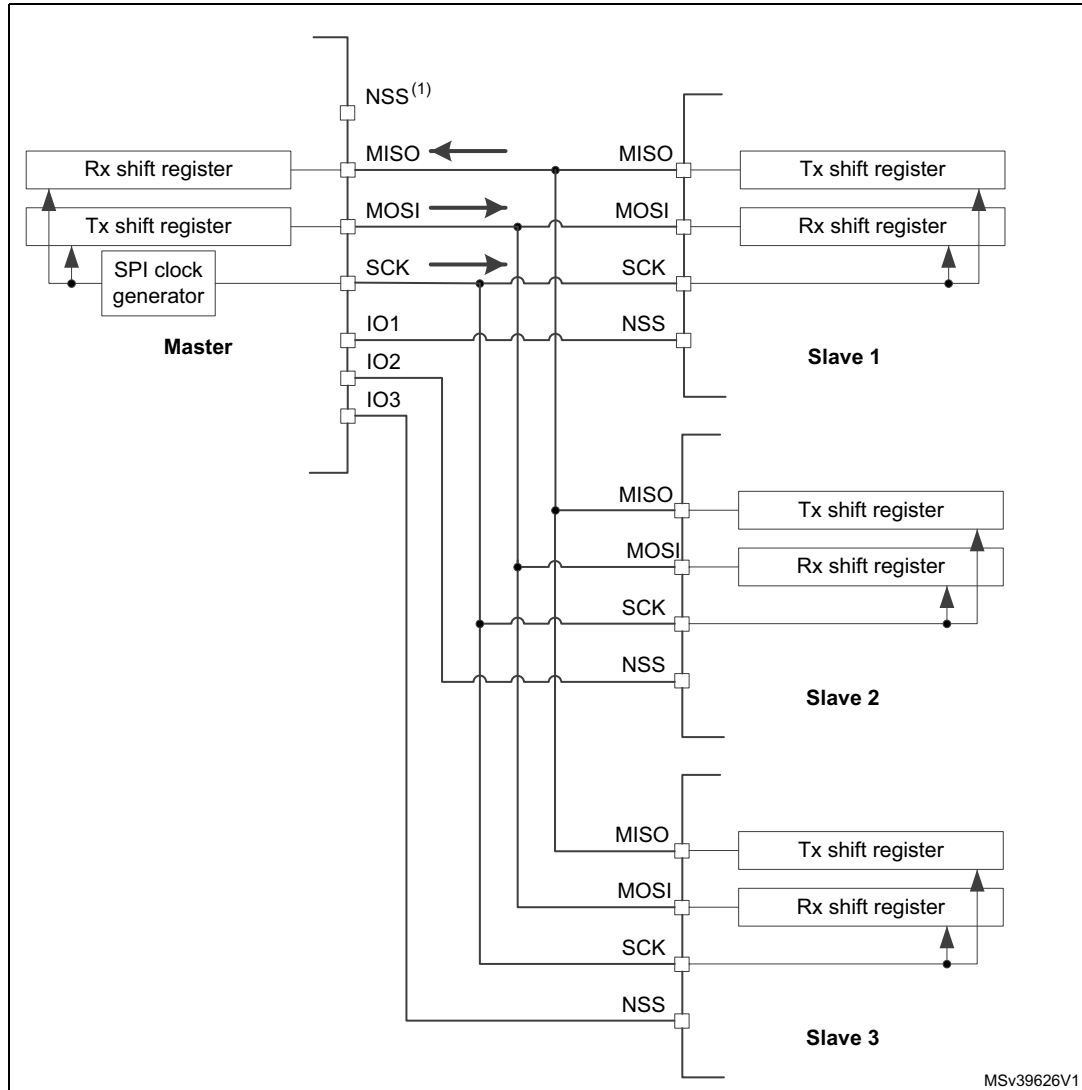 NSS(1)
MISO
MISO
Rx shift register
Tx shift register
MOSI
MOSI
Tx shift register
Rx shift register
SCK
SCK
SPI clock
generator
IO1
NSS
Master
Slave 1
IO2
IO3
MISO
Tx shift register
MOSI
Rx shift register
SCK
NSS
Slave 2
MISO
Tx shift register
MOSI
Rx shift register
SCK
NSS
Slave 3
MSv39626V1